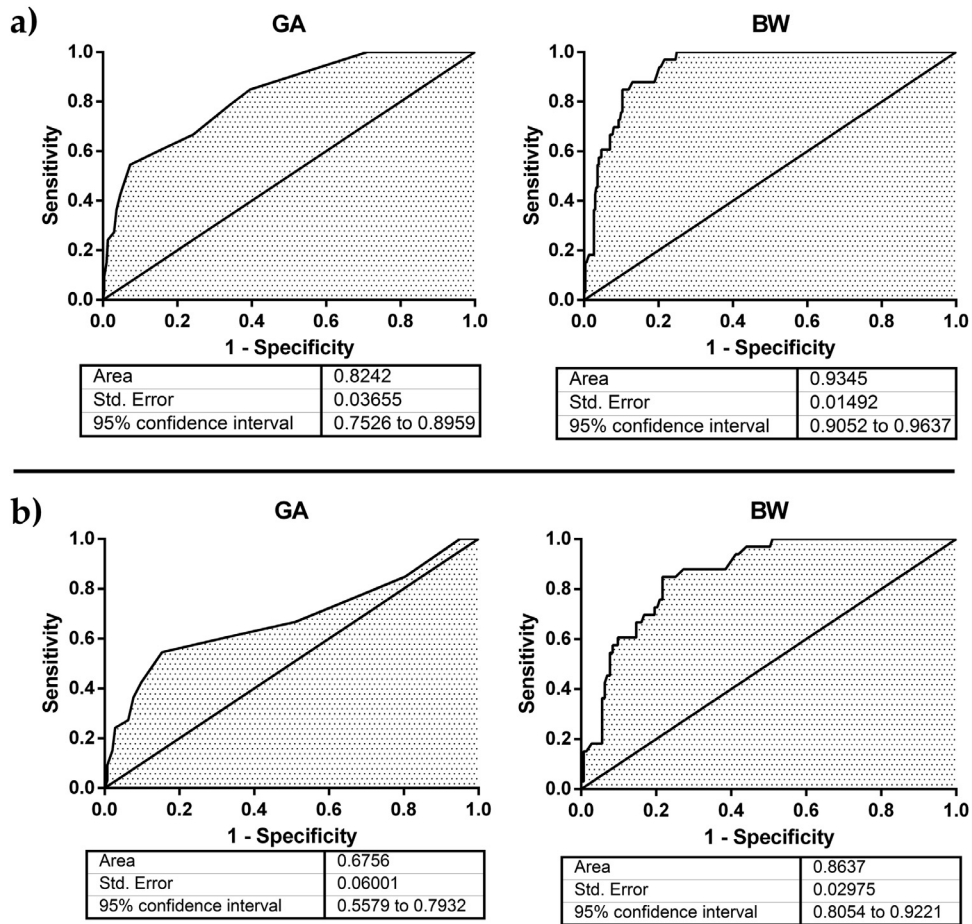 a)
GA
BW
1.0
0.8
0.6
0.4
0.2
0.0
Sensitivity
0.0 0.2 0.4 0.6 0.8 1.0
1 - Specificity
Area 0.8242
Std. Error 0.03655
95% confidence interval 0.7526 to 0.8959
1.0
0.8
0.6
0.4
0.2
0.0
Sensitivity
0.0 0.2 0.4 0.6 0.8 1.0
1 - Specificity
Area 0.9345
Std. Error 0.01492
95% confidence interval 0.9052 to 0.9637
b)
GA
BW
1.0
0.8
0.6
0.4
0.2
0.0
Sensitivity
0.0 0.2 0.4 0.6 0.8 1.0
1 - Specificity
Area 0.6756
Std. Error 0.06001
95% confidence interval 0.5579 to 0.7932
1.0
0.8
0.6
0.4
0.2
0.0
Sensitivity
0.0 0.2 0.4 0.6 0.8 1.0
1 - Specificity
Area 0.8637
Std. Error 0.02975
95% confidence interval 0.8054 to 0.9221